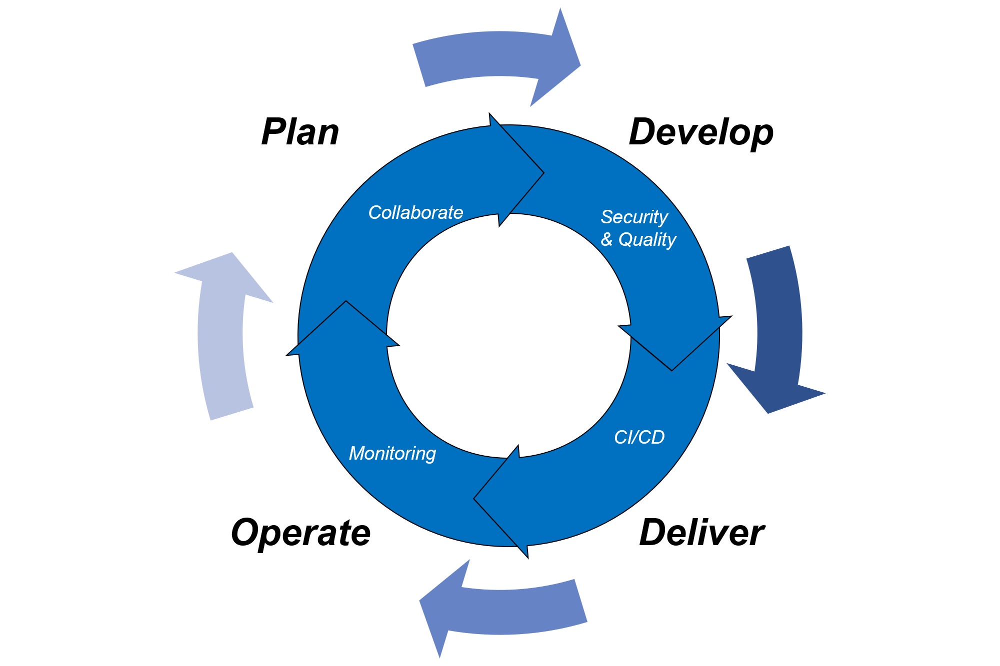 Plan
Develop
Collaborate
Security
& Quality
CI/CD
Monitoring
Operate
Deliver